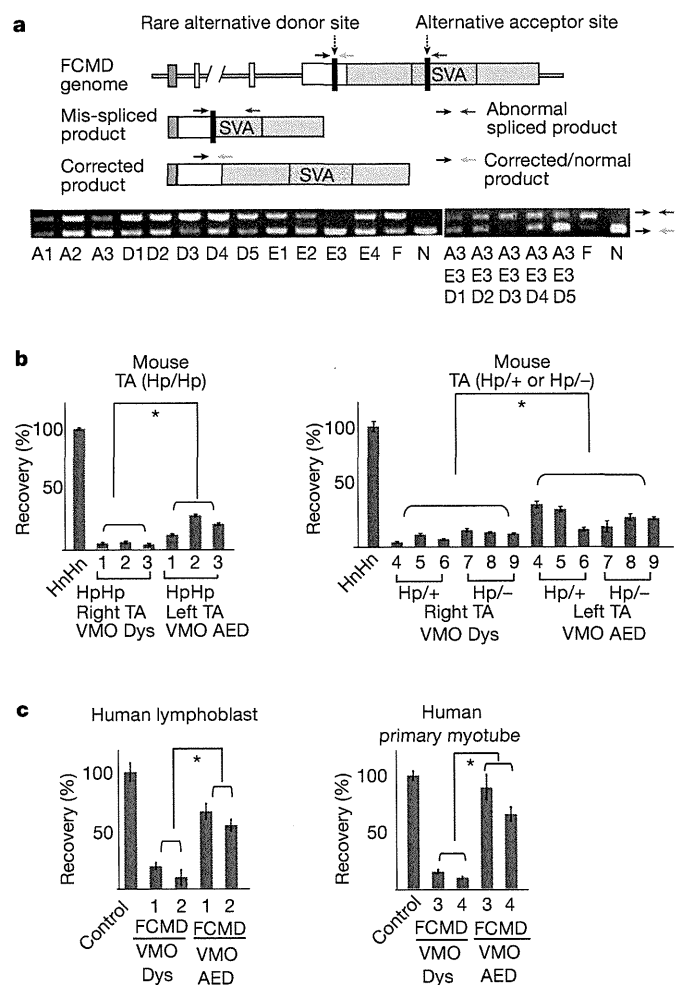 a
Rare alternative donor site
Alternative acceptor site
FCMD
genome
SVA
Mis-spliced
product
SVA
Abnormal
spliced product
Corrected
product
SVA
Corrected/normal
product
A1 A2 A3 D1 D2 D3 D4 D5 E1 E2 E3 E4 F N
A3 A3 A3 A3 A3 F N
E3 E3 E3 E3 E3
D1 D2 D3 D4 D5
b
Mouse
TA (Hp/Hp)
*
Recovery (%)
100
50
HnHn
1 2 3 1 2 3
HpHp HpHp
Right TA Left TA
VMO Dys VMO AED
Mouse
TA (Hp/+ or Hp/–)
*
Recovery (%)
100
50
HnHn
4 5 6 7 8 9 4 5 6 7 8 9
Hp/+ Hp/– Hp/+ Hp/–
Right TA Left TA
VMO Dys VMO AED
c
Human lymphoblast
*
Recovery (%)
100
50
Control
1 2 1 2
FCMD FCMD
VMO VMO
Dys AED
Human
primary myotube
*
Recovery (%)
100
50
Control
3 4 3 4
FCMD FCMD
VMO VMO
Dys AED